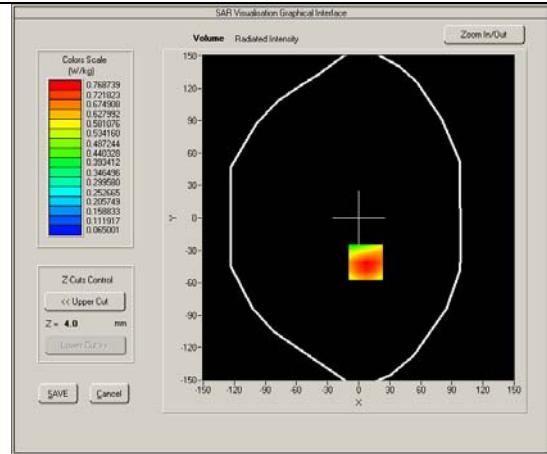 SAR Visualisation Graphical Interface
Volume Radiated Intensity
Zoom In/Out
Colors Scale
(W/kg)
0.768739
0.721823
0.674908
0.627992
0.581076
0.534160
0.487244
0.440328
0.393412
0.346496
0.299580
0.252665
0.205749
0.158833
0.111917
0.065001
Z Cuts Control
<< Upper Cut
Z = 4.0 mm
Lower Cut >>
SAVE
Cancel
150
120
90
60
30
0
-30
-60
-90
-120
-150
Y
-150 -120 -90 -60 -30 0 30 60 90 120 150
X